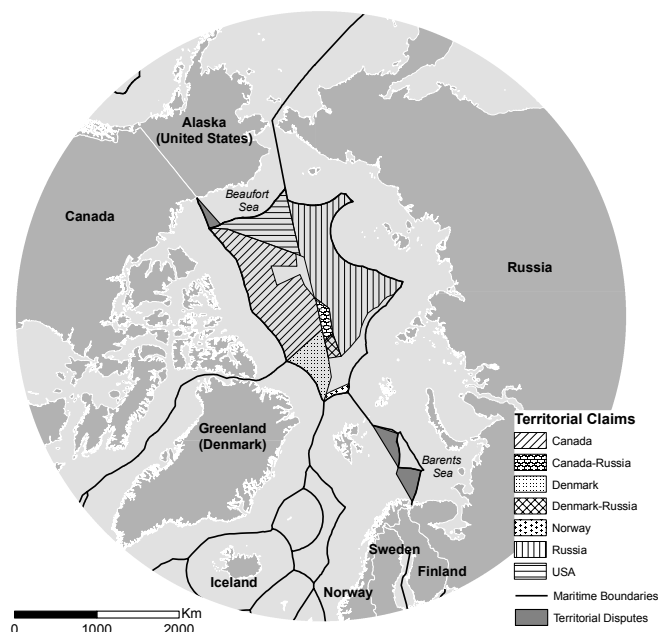 Alaska
(United States)
Beaufort
Sea
Canada
Russia
Greenland
(Denmark)
Barents
Sea
Sweden
Finland
Iceland
Norway
Territorial Claims
Canada
Canada-Russia
Denmark
Denmark-Russia
Norway
Russia
USA
Maritime Boundaries
Territorial Disputes
Km
0 1000 2000